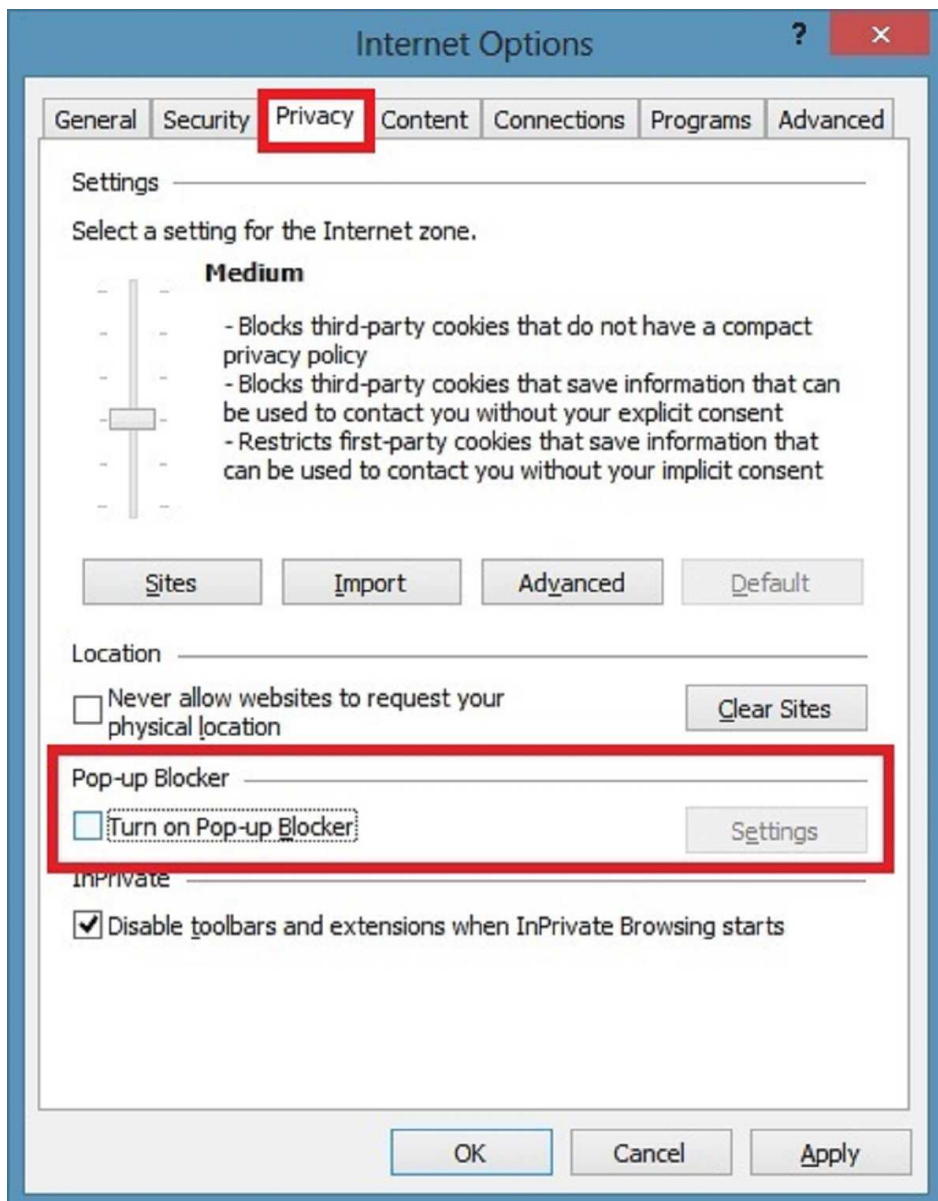 Internet Options
? ×
General Security Privacy Content Connections Programs Advanced
Settings
Select a setting for the Internet zone.
Medium
- Blocks third-party cookies that do not have a compact
privacy policy
- Blocks third-party cookies that save information that can
be used to contact you without your explicit consent
- Restricts first-party cookies that save information that
can be used to contact you without your implicit consent
Sites Import Advanced Default
Location
Never allow websites to request your
physical location
Clear Sites
Pop-up Blocker
Turn on Pop-up Blocker
Settings
InPrivate
Disable toolbars and extensions when InPrivate Browsing starts
OK Cancel Apply